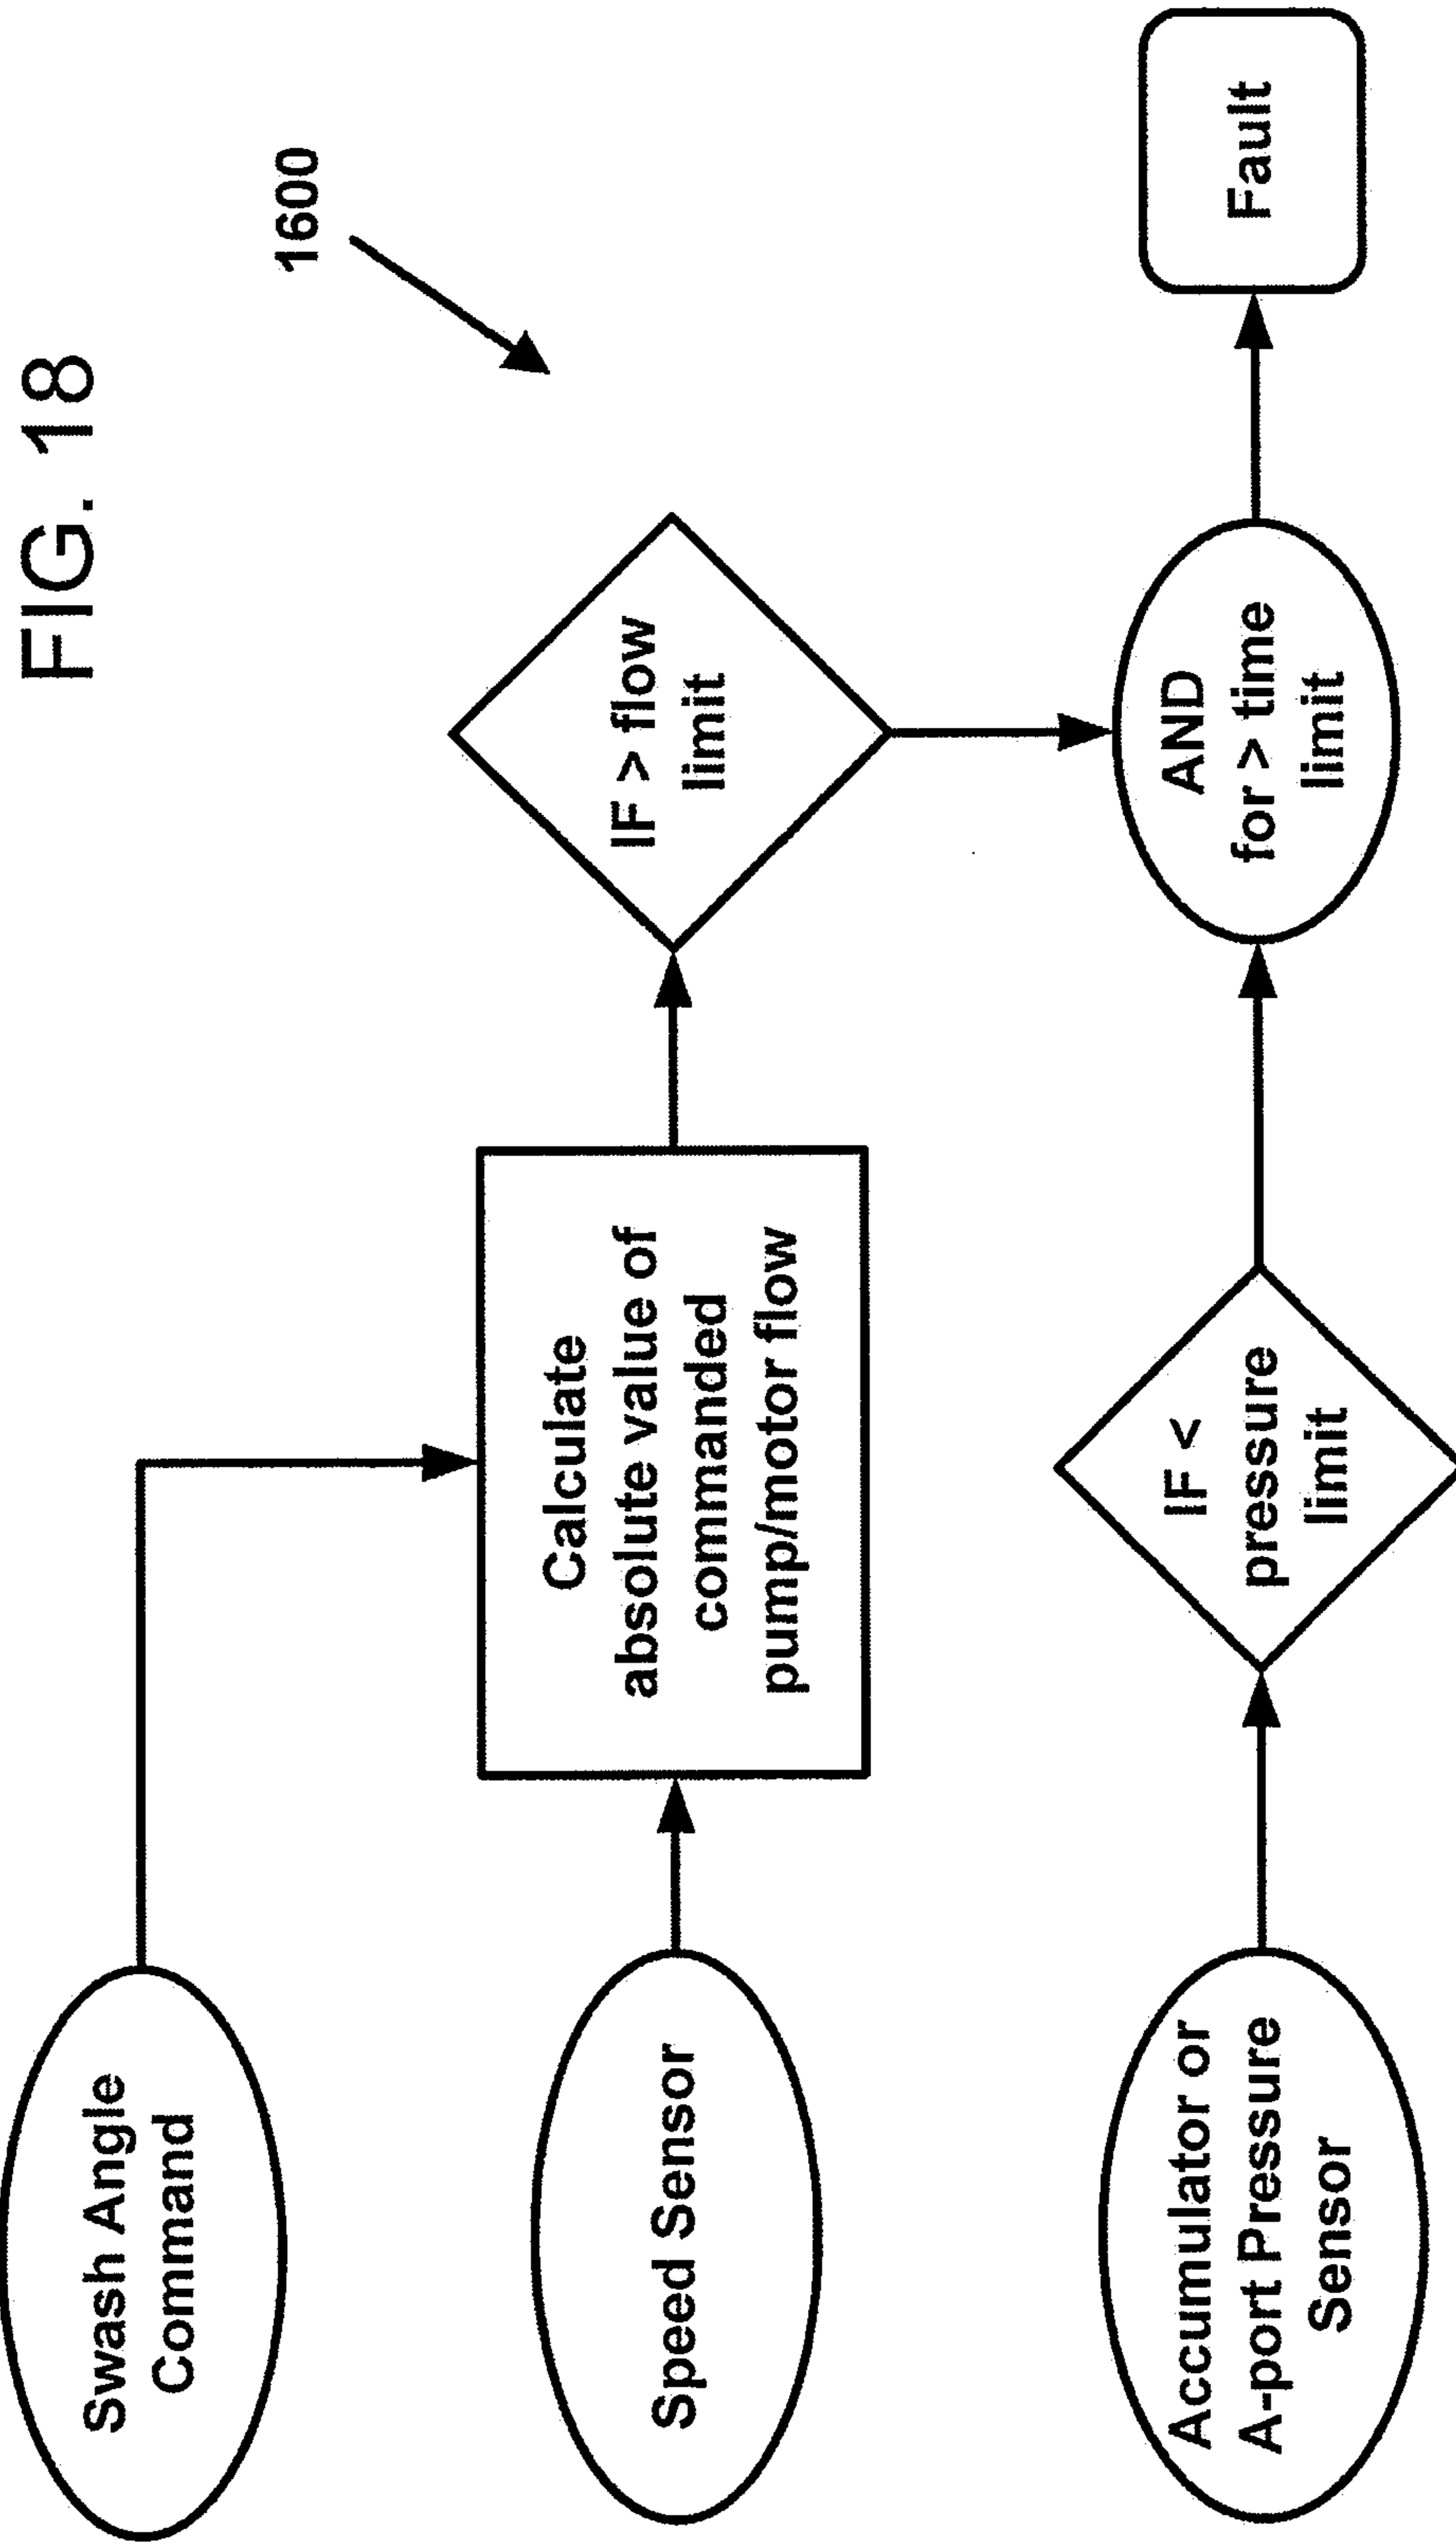 FIG. 18
1600
Swash Angle
Command
Speed Sensor
Calculate
absolute value of
commanded
pump/motor flow
IF > flow
limit
Accumulator or
A-port Pressure
Sensor
IF <
pressure
limit
AND
for > time
limit
Fault